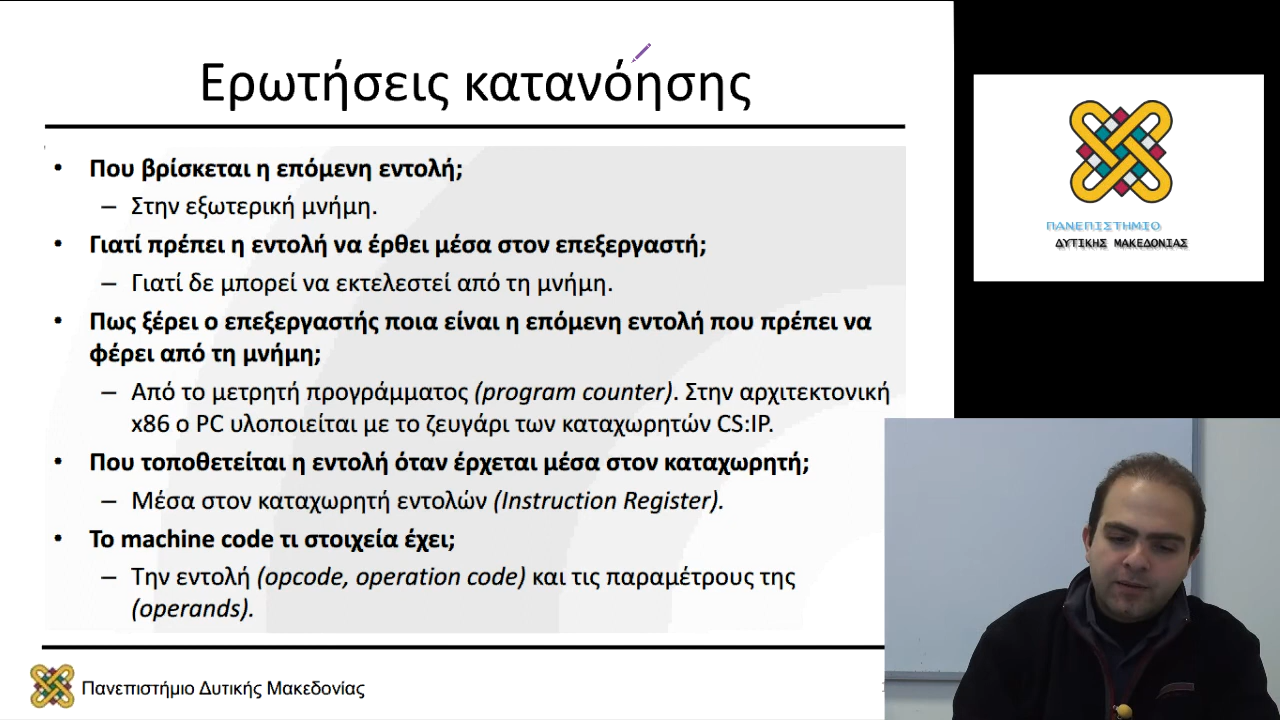 Ερωτήσεις κατανόησης
• Που βρίσκεται η επόμενη εντολή;
– Στην εξωτερική μνήμη.
• Γιατί πρέπει η εντολή να έρθει μέσα στον επεξεργαστή;
– Γιατί δε μπορεί να εκτελεστεί από τη μνήμη.
• Πως ξέρει ο επεξεργαστής ποια είναι η επόμενη εντολή που πρέπει να
φέρει από τη μνήμη;
– Από το μετρητή προγράμματος (program counter). Στην αρχιτεκτονική
x86 ο PC υλοποιείται με το ζευγάρι των καταχωρητών CS:IP.
• Που τοποθετείται η εντολή όταν έρχεται μέσα στον καταχωρητή;
– Μέσα στον καταχωρητή εντολών (Instruction Register).
• Το machine code τι στοιχεία έχει;
– Την εντολή (opcode, operation code) και τις παραμέτρους της
(operands).
Πανεπιστήμιο Δυτικής Μακεδονίας
ΠΑΝΕΠΙΣΤΗΜΙΟ
ΔΥΤΙΚΗΣ ΜΑΚΕΔΟΝΙΑΣ